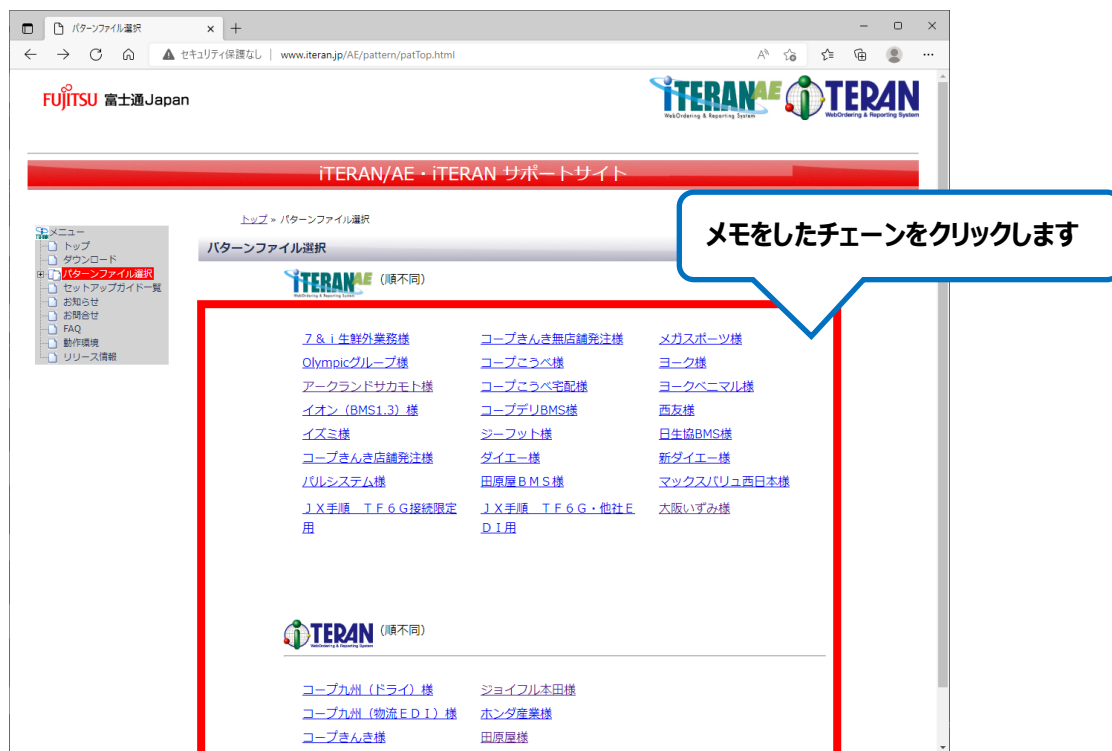 パターンファイル選択
セキュリティ保護なし | www.iteran.jp/AE/pattern/patTop.html
FUJITSU 富士通Japan
iTERAN AE
WebOrdering & Reporting System
iTERAN
WebOrdering & Reporting System
iTERAN/AE・iTERAN サポートサイト
メモをしたチェーンをクリックします
トップ » パターンファイル選択
メニュー
トップ
ダウンロード
パターンファイル選択
セットアップガイド一覧
お知らせ
お問合せ
FAQ
動作環境
リリース情報
パターンファイル選択
iTERAN AE (順不同)
WebOrdering & Reporting System
7&i生鮮外業務様 コープきんき無店舗発注様 メガスポーツ様
Olympicグループ様 コープこうべ様 ヨーク様
アークランドサカモト様 コープこうべ宅配様 ヨークベニマル様
イオン（BMS1.3）様 コープデリBMS様 西友様
イズミ様 ジーフット様 日生協BMS様
コープきんき店舗発注様 ダイエー様 新ダイエー様
パルシステム様 田原屋ＢＭＳ様 マックスバリュ西日本様
ＪＸ手順　ＴＦ６Ｇ接続限定用 ＪＸ手順　ＴＦ６Ｇ・他社ＥＤＩ用 大阪いずみ様
iTERAN (順不同)
WebOrdering & Reporting System
コープ九州（ドライ）様 ジョイフル本田様
コープ九州（物流ＥＤＩ）様 ホンダ産業様
コープきんき様 田原屋様